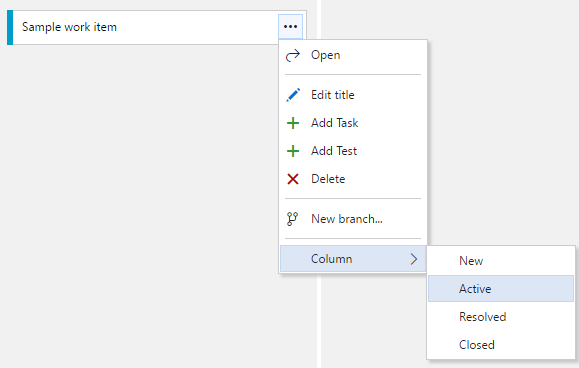 Sample work item
Open
Edit title
Add Task
Add Test
Delete
New branch...
Column
New
Active
Resolved
Closed